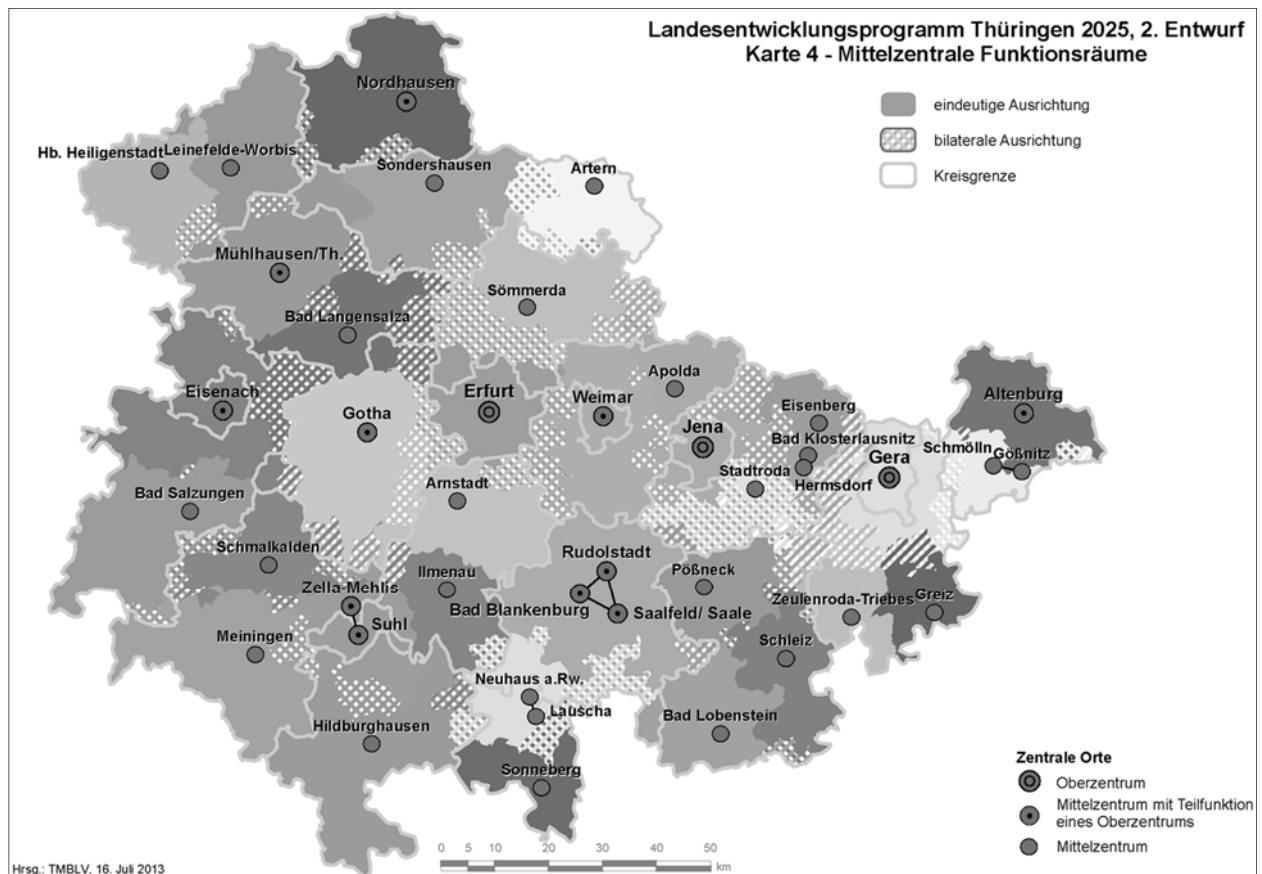 Landesentwicklungsprogramm Thüringen 2025, 2. Entwurf
Karte 4 - Mittelzentrale Funktionsräume
eindeutige Ausrichtung
bilaterale Ausrichtung
Kreisgrenze
Nordhausen
Hb. Heiligenstadt
Leinefelde-Worbis
Sondershausen
Artern
Mühlhausen/Th.
Sömmerda
Bad Langensalza
Eisenach
Gotha
Erfurt
Weimar
Apolda
Jena
Eisenberg
Bad Klosterlausnitz
Hermsdorf
Stadtroda
Gera
Altenburg
Schmölln
Gößnitz
Bad Salzungen
Arnstadt
Schmalkalden
Zella-Mehlis
Suhl
Ilmenau
Rudolstadt
Bad Blankenburg
Saalfeld/ Saale
Pößneck
Zeulenroda-Triebes
Greiz
Meiningen
Schleiz
Neuhaus a.Rw.
Lauscha
Hildburghausen
Bad Lobenstein
Sonneberg
Zentrale Orte
Oberzentrum
Mittelzentrum mit Teilfunktion
eines Oberzentrums
Mittelzentrum
0 5 10 20 30 40 50
km
Hrsg.: TMBLV, 16. Juli 2013